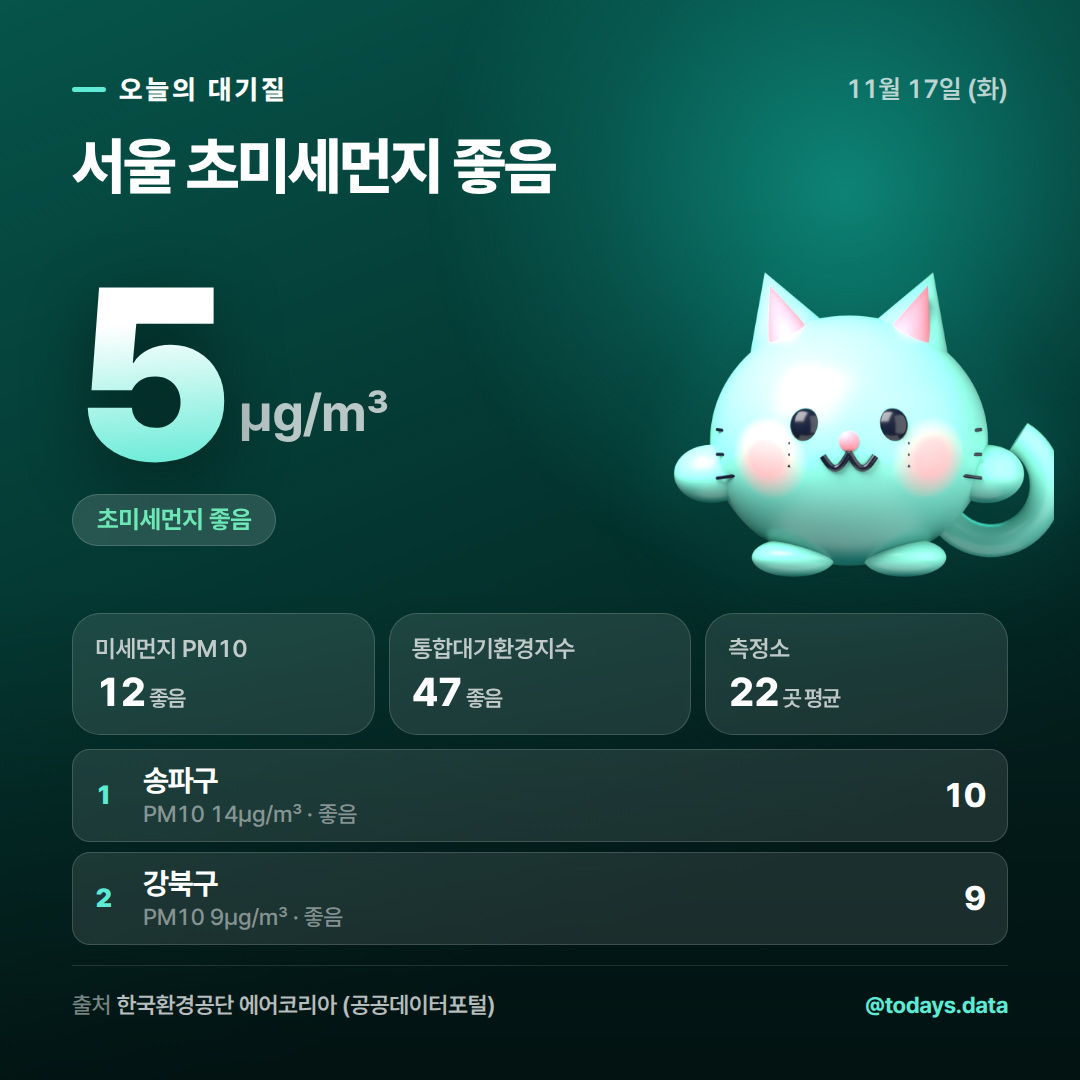 오늘의 대기질
11월 17일 (화)
서울 초미세먼지 좋음
5 µg/m³
초미세먼지 좋음
미세먼지 PM10
12 좋음
통합대기환경지수
47 좋음
측정소
22 곳 평균
1 송파구 10
PM10 14µg/m³ · 좋음
2 강북구 9
PM10 9µg/m³ · 좋음
출처 한국환경공단 에어코리아 (공공데이터포털)
@todays.data